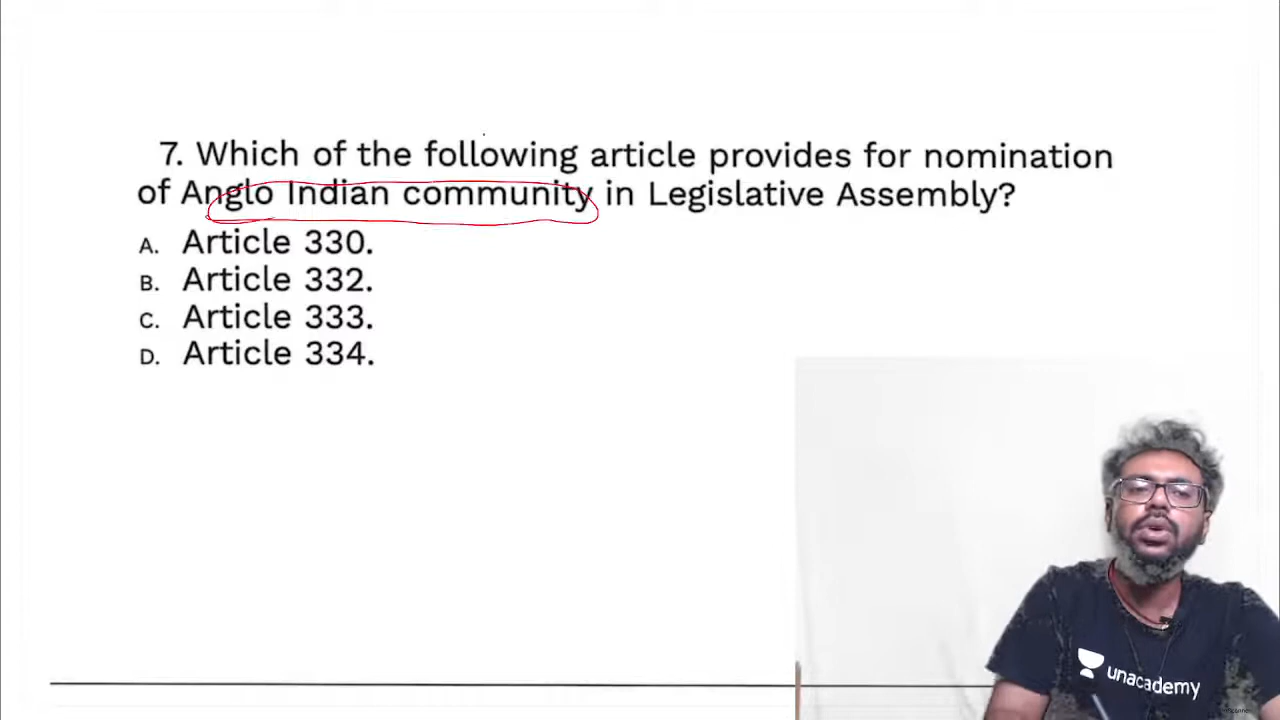 7. Which of the following article provides for nomination
of Anglo Indian community in Legislative Assembly?
A. Article 330.
B. Article 332.
C. Article 333.
D. Article 334.
unacademy